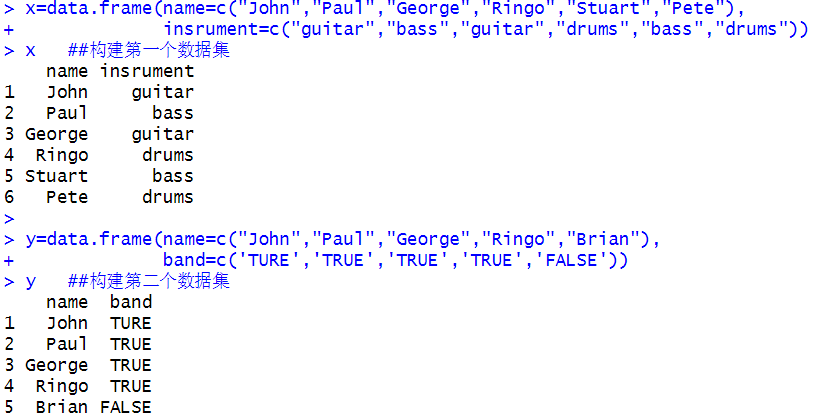 > x=data.frame(name=c("John","Paul","George","Ringo","Stuart","Pete"),
+              insrument=c("guitar","bass","guitar","drums","bass","drums"))
> x   ##构建第一个数据集
    name insrument
1   John    guitar
2   Paul      bass
3 George    guitar
4  Ringo     drums
5 Stuart      bass
6   Pete     drums
>
> y=data.frame(name=c("John","Paul","George","Ringo","Brian"),
+              band=c('TURE','TRUE','TRUE','TRUE','FALSE'))
> y   ##构建第二个数据集
    name  band
1   John  TURE
2   Paul  TRUE
3 George  TRUE
4  Ringo  TRUE
5  Brian FALSE